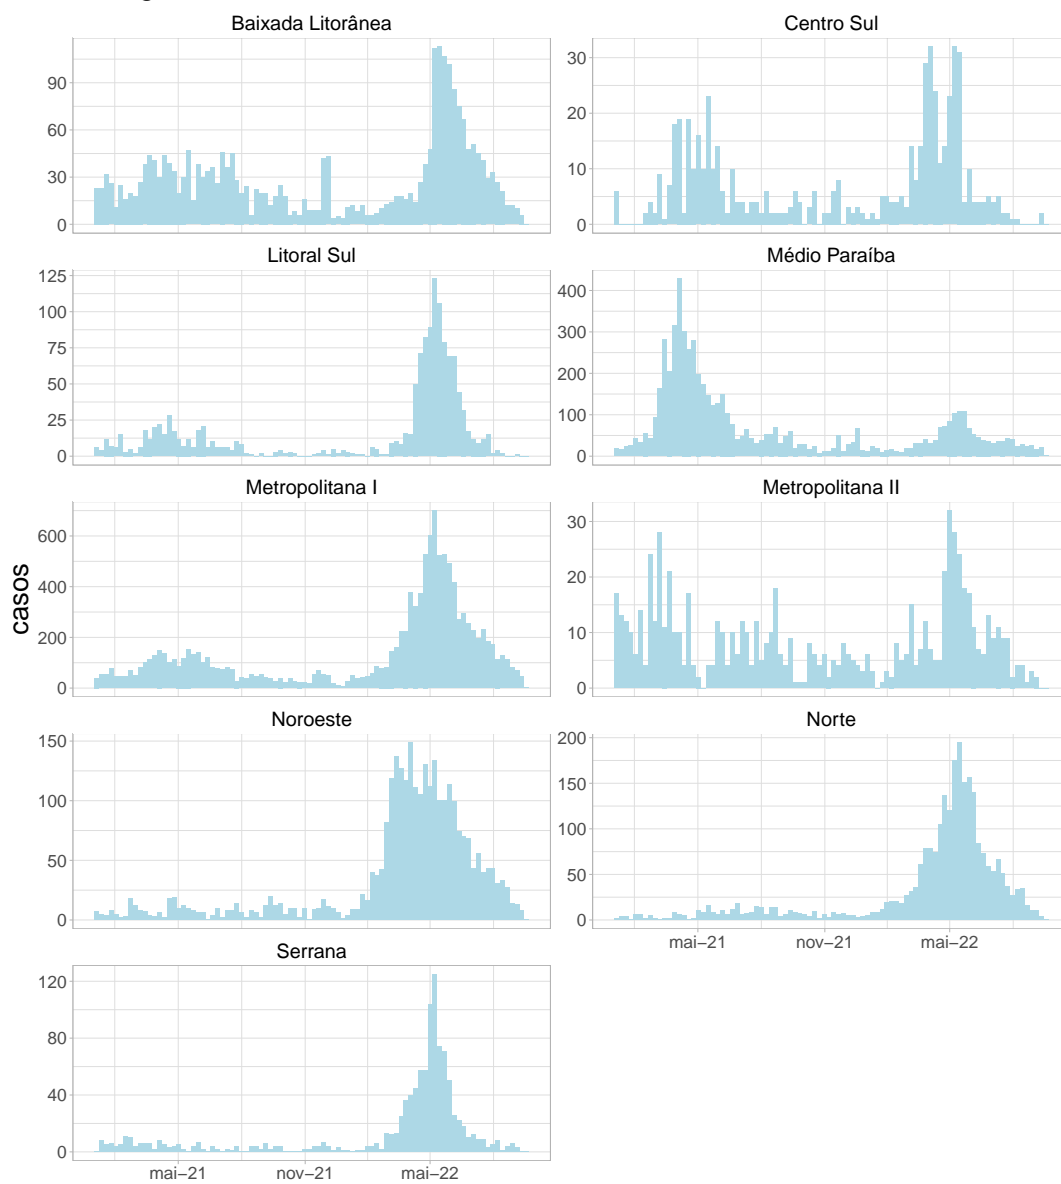 Baixada Litorânea
Centro Sul
90
60
30
0
30
20
10
0
Litoral Sul
Médio Paraíba
125
100
75
50
25
0
400
300
200
100
0
Metropolitana I
Metropolitana II
600
400
200
0
30
20
10
0
casos
Noroeste
Norte
150
100
50
0
200
150
100
50
0
mai–21
nov–21
mai–22
Serrana
120
80
40
0
mai–21
nov–21
mai–22